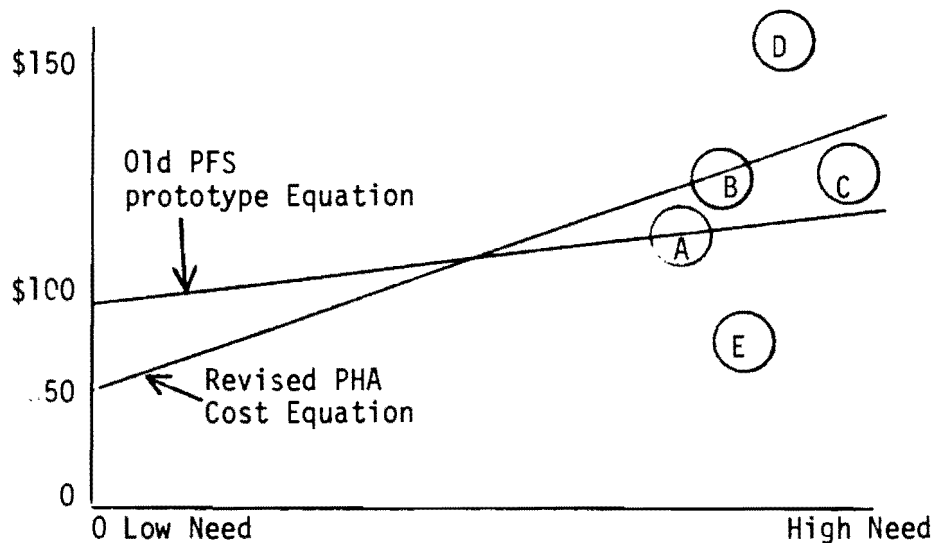 $150
D
Old PFS
prototype Equation
B
C
A
$100
E
Revised PHA
50
Cost Equation
0
0 Low Need
High Need